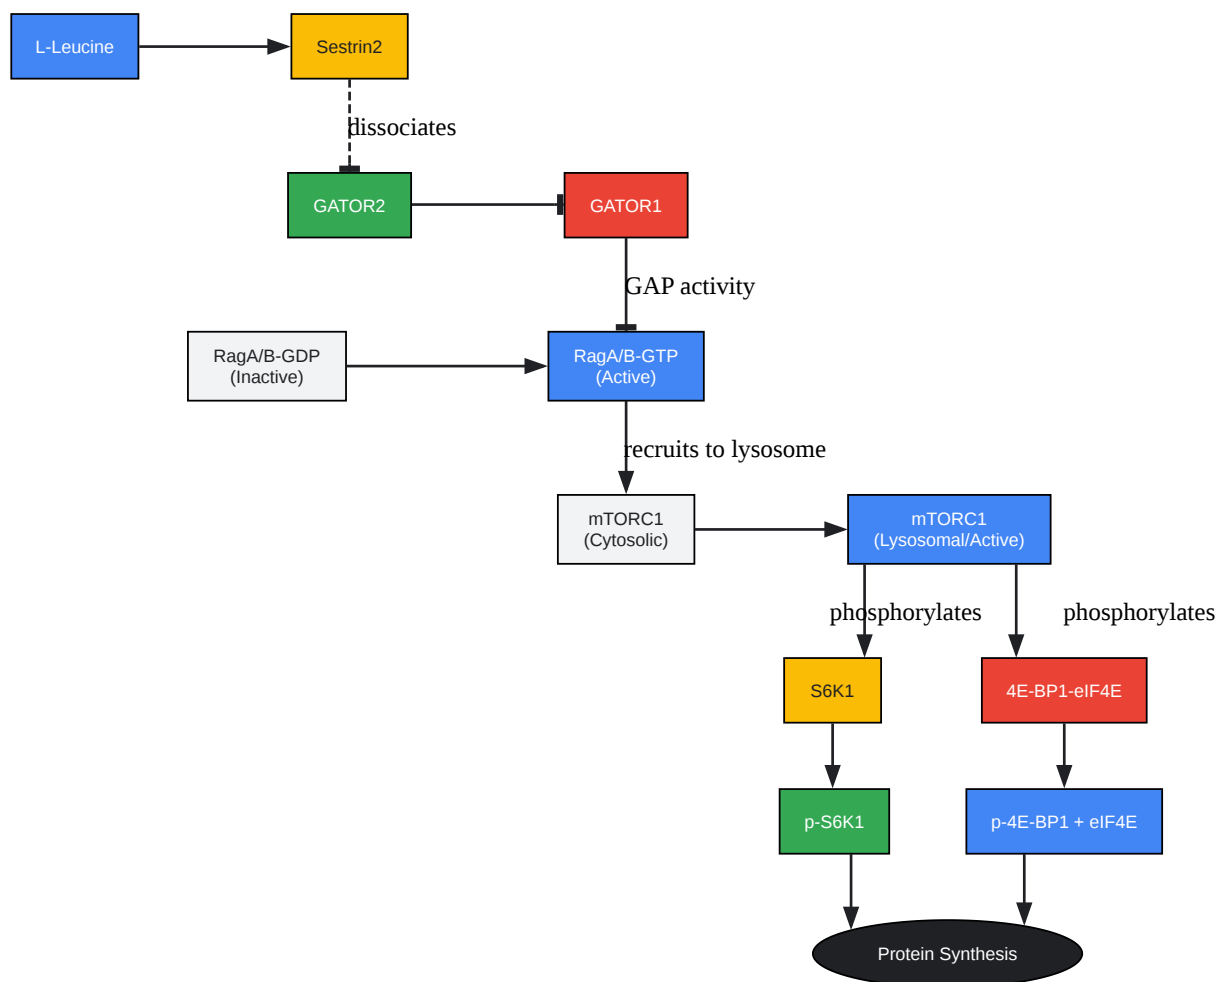 L-Leucine
Sestrin2
dissociates
GATOR2
GATOR1
GAP activity
RagA/B-GDP
(Inactive)
RagA/B-GTP
(Active)
recruits to lysosome
mTORC1
(Cytosolic)
mTORC1
(Lysosomal/Active)
phosphorylates
phosphorylates
S6K1
4E-BP1-eIF4E
p-S6K1
p-4E-BP1 + eIF4E
Protein Synthesis